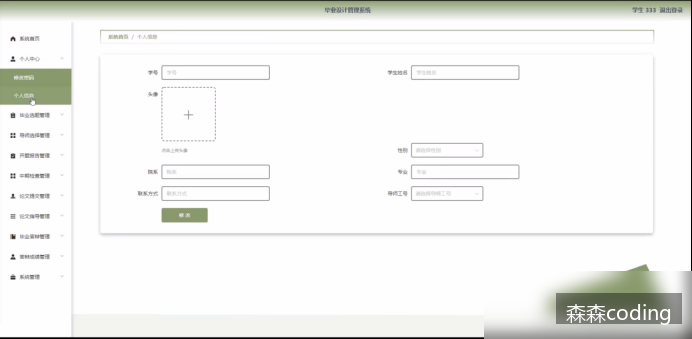 毕业设计管理系统
学生 333 退出登录
系统首页
系统首页 / 个人信息
个人中心
修改密码
个人信息
毕业选题管理
导师选择管理
开题报告管理
中期检查管理
论文提交管理
论文指导管理
毕业答辩管理
答辩成绩管理
系统管理
学号 学号
学生姓名 学生姓名
头像
点击上传头像
性别 请选择性别
专业 专业
联系方式 联系方式
导师工号 请选择导师工号
修改
森森coding